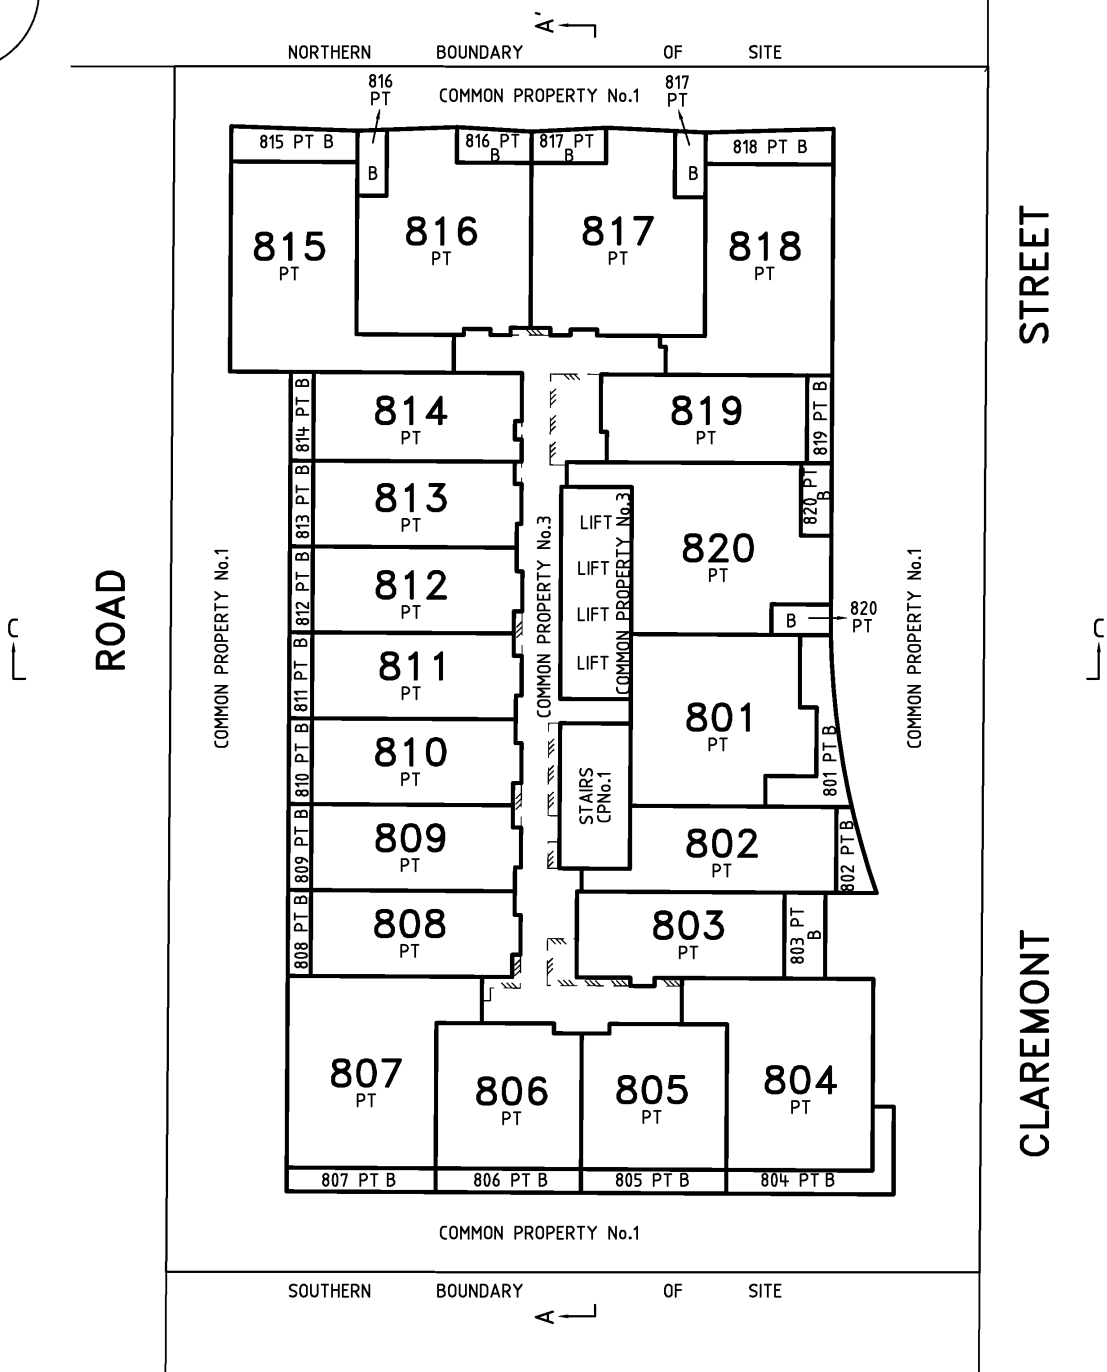 A'
NORTHERN BOUNDARY OF SITE
816
PT
COMMON PROPERTY No.1
817
PT
815 PT B
B
816 PT
B
817 PT
B
B
818 PT B
815
PT
816
PT
817
PT
818
PT
STREET
814 PT B
814
PT
819
PT
819 PT B
813 PT B
813
PT
LIFT
LIFT
LIFT
LIFT
COMMON PROPERTY No.3
COMMON PROPERTY No.3
820
PT
820 PT
B
B
820
PT
812 PT B
812
PT
COMMON PROPERTY No.1
COMMON PROPERTY No.1
ROAD
C
C
811 PT B
811
PT
801
PT
801 PT B
810 PT B
810
PT
STAIRS
CPNo.1
809 PT B
809
PT
802
PT
802 PT B
808 PT B
808
PT
803
PT
803 PT
B
CLAREMONT
807
PT
806
PT
805
PT
804
PT
807 PT B
806 PT B
805 PT B
804 PT B
COMMON PROPERTY No.1
SOUTHERN BOUNDARY OF SITE
A